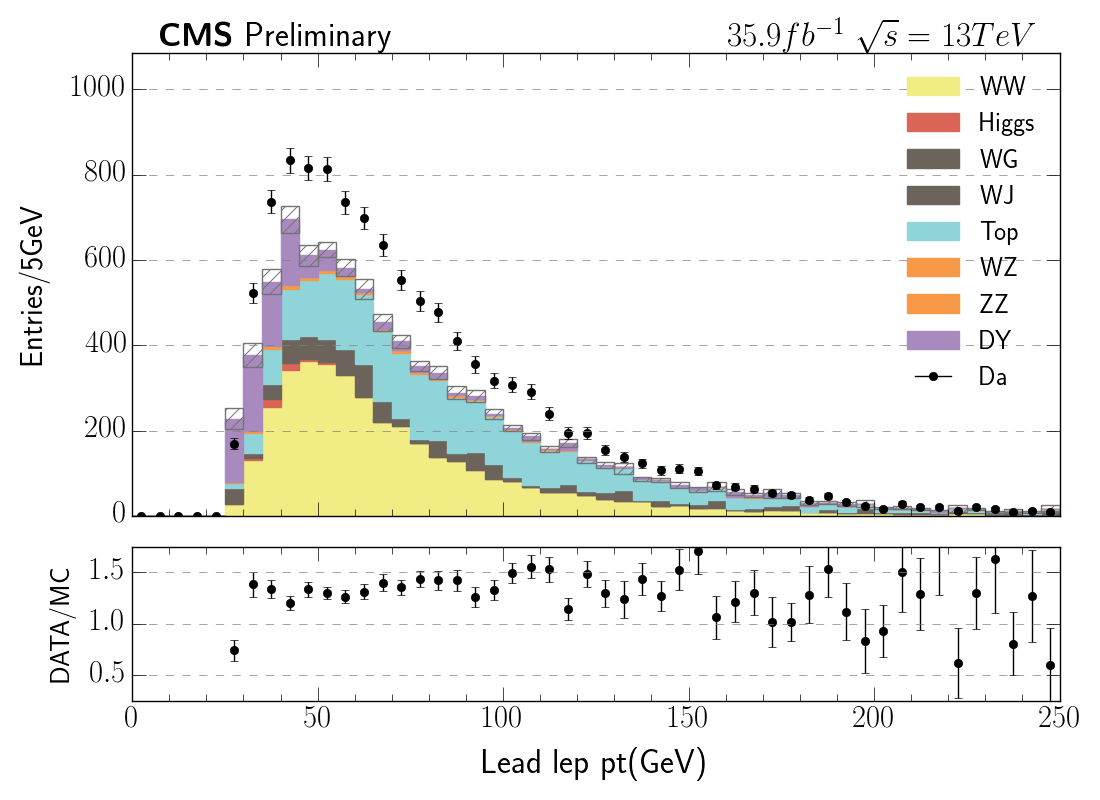 CMS Preliminary
35.9fb⁻¹ √s = 13TeV
Entries/5GeV
1000
800
600
400
200
0
WW
Higgs
WG
WJ
Top
WZ
ZZ
DY
Da
DATA/MC
1.5
1.0
0.5
0 50 100 150 200 250
Lead lep pt(GeV)